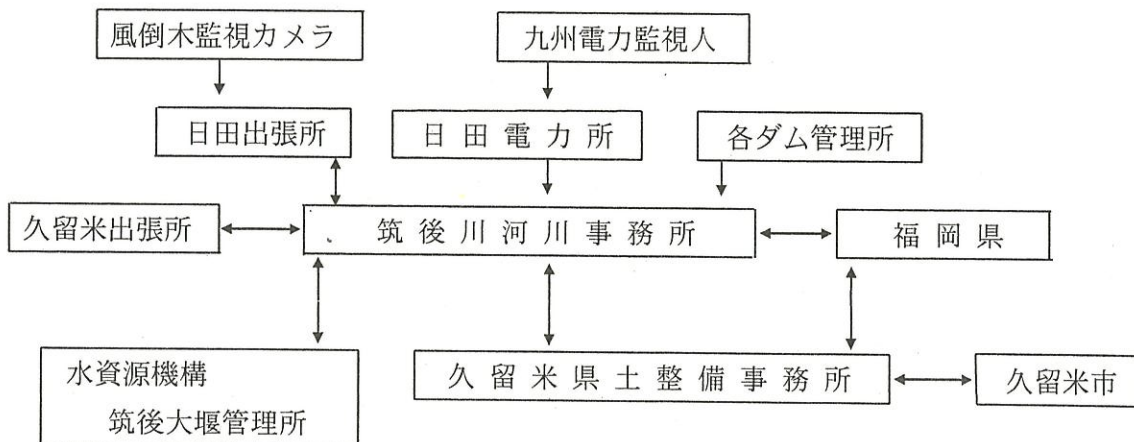 風倒木監視カメラ
九州電力監視人
日田出張所
日 田 電 力 所
各ダム管理所
久留米出張所
筑 後 川 河 川 事 務 所
福 岡 県
水資源機構
筑後大堰管理所
久 留 米 県 土 整 備 事 務 所
久留米市